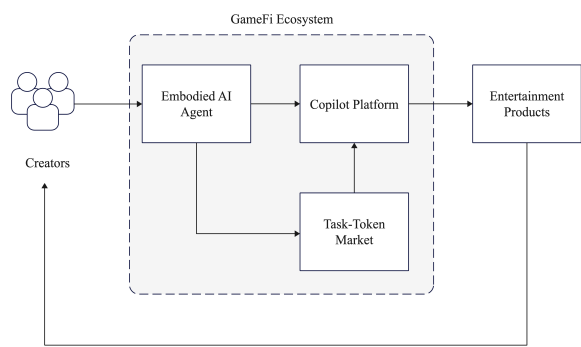 GameFi Ecosystem
Embodied AI
Agent
Copilot Platform
Entertainment
Products
Creators
Task-Token
Market